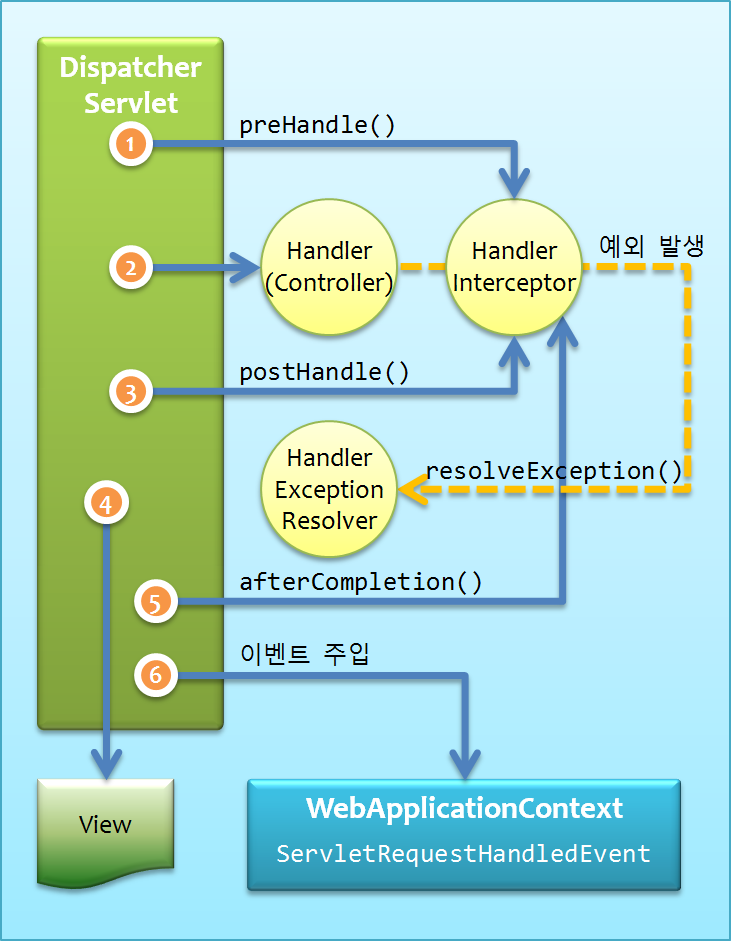 Dispatcher
Servlet
1
preHandle()
2
Handler
(Controller)
Handler
Interceptor
예외 발생
3
postHandle()
Handler
Exception
Resolver
resolveException()
4
5
afterCompletion()
6
이벤트 주입
View
WebApplicationContext
ServletRequestHandledEvent